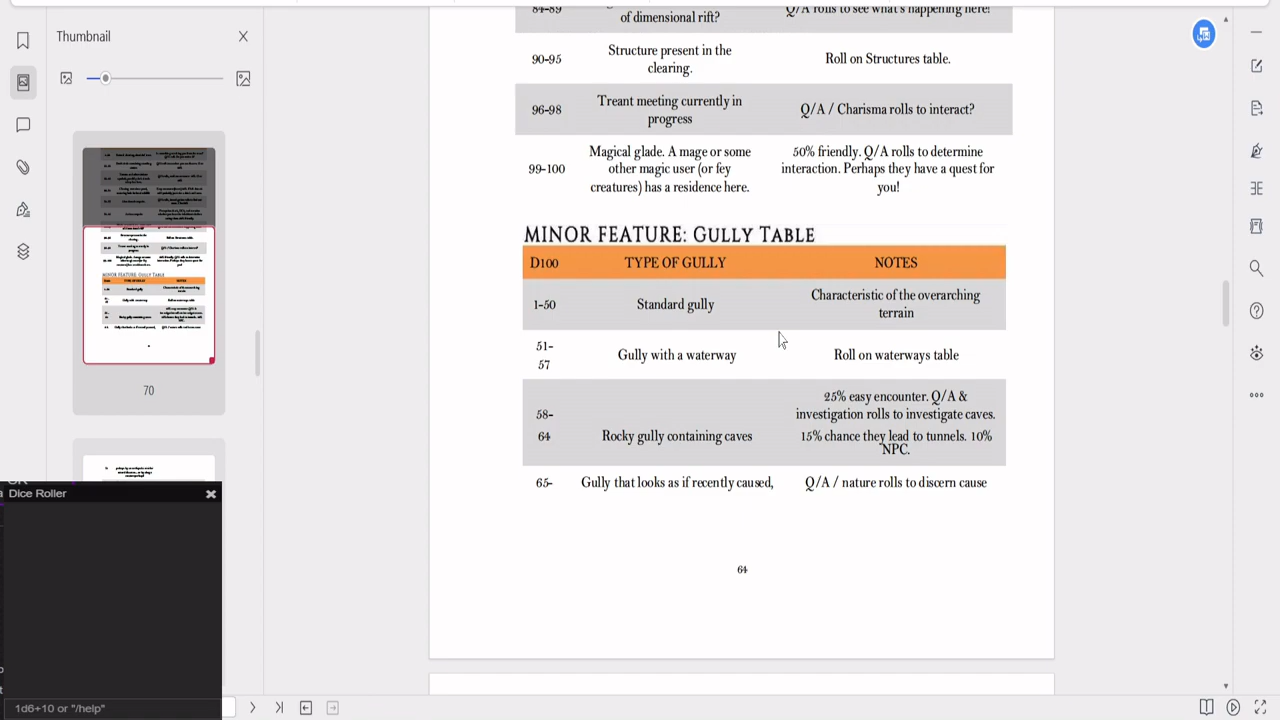 Thumbnail
84-89
of dimensional rift?
Q/A rolls to see what's happening here!
90-95
Structure present in the
clearing.
Roll on Structures table.
96-98
Treant meeting currently in
progress
Q/A / Charisma rolls to interact?
99-100
Magical glade. A mage or some
other magic user (or fey
creatures) has a residence here.
50% friendly. Q/A rolls to determine
interaction. Perhaps they have a quest for
you!
MINOR FEATURE: GULLY TABLE
D100 TYPE OF GULLY NOTES
1-50
Standard gully
Characteristic of the overarching
terrain
51-
57
Gully with a waterway
Roll on waterways table
58-
64
Rocky gully containing caves
25% easy encounter. Q/A &
investigation rolls to investigate caves.
15% chance they lead to tunnels. 10%
NPC.
65-
Gully that looks as if recently caused,
Q/A / nature rolls to discern cause
64
70
Dice Roller
1d6+10 or "/help"